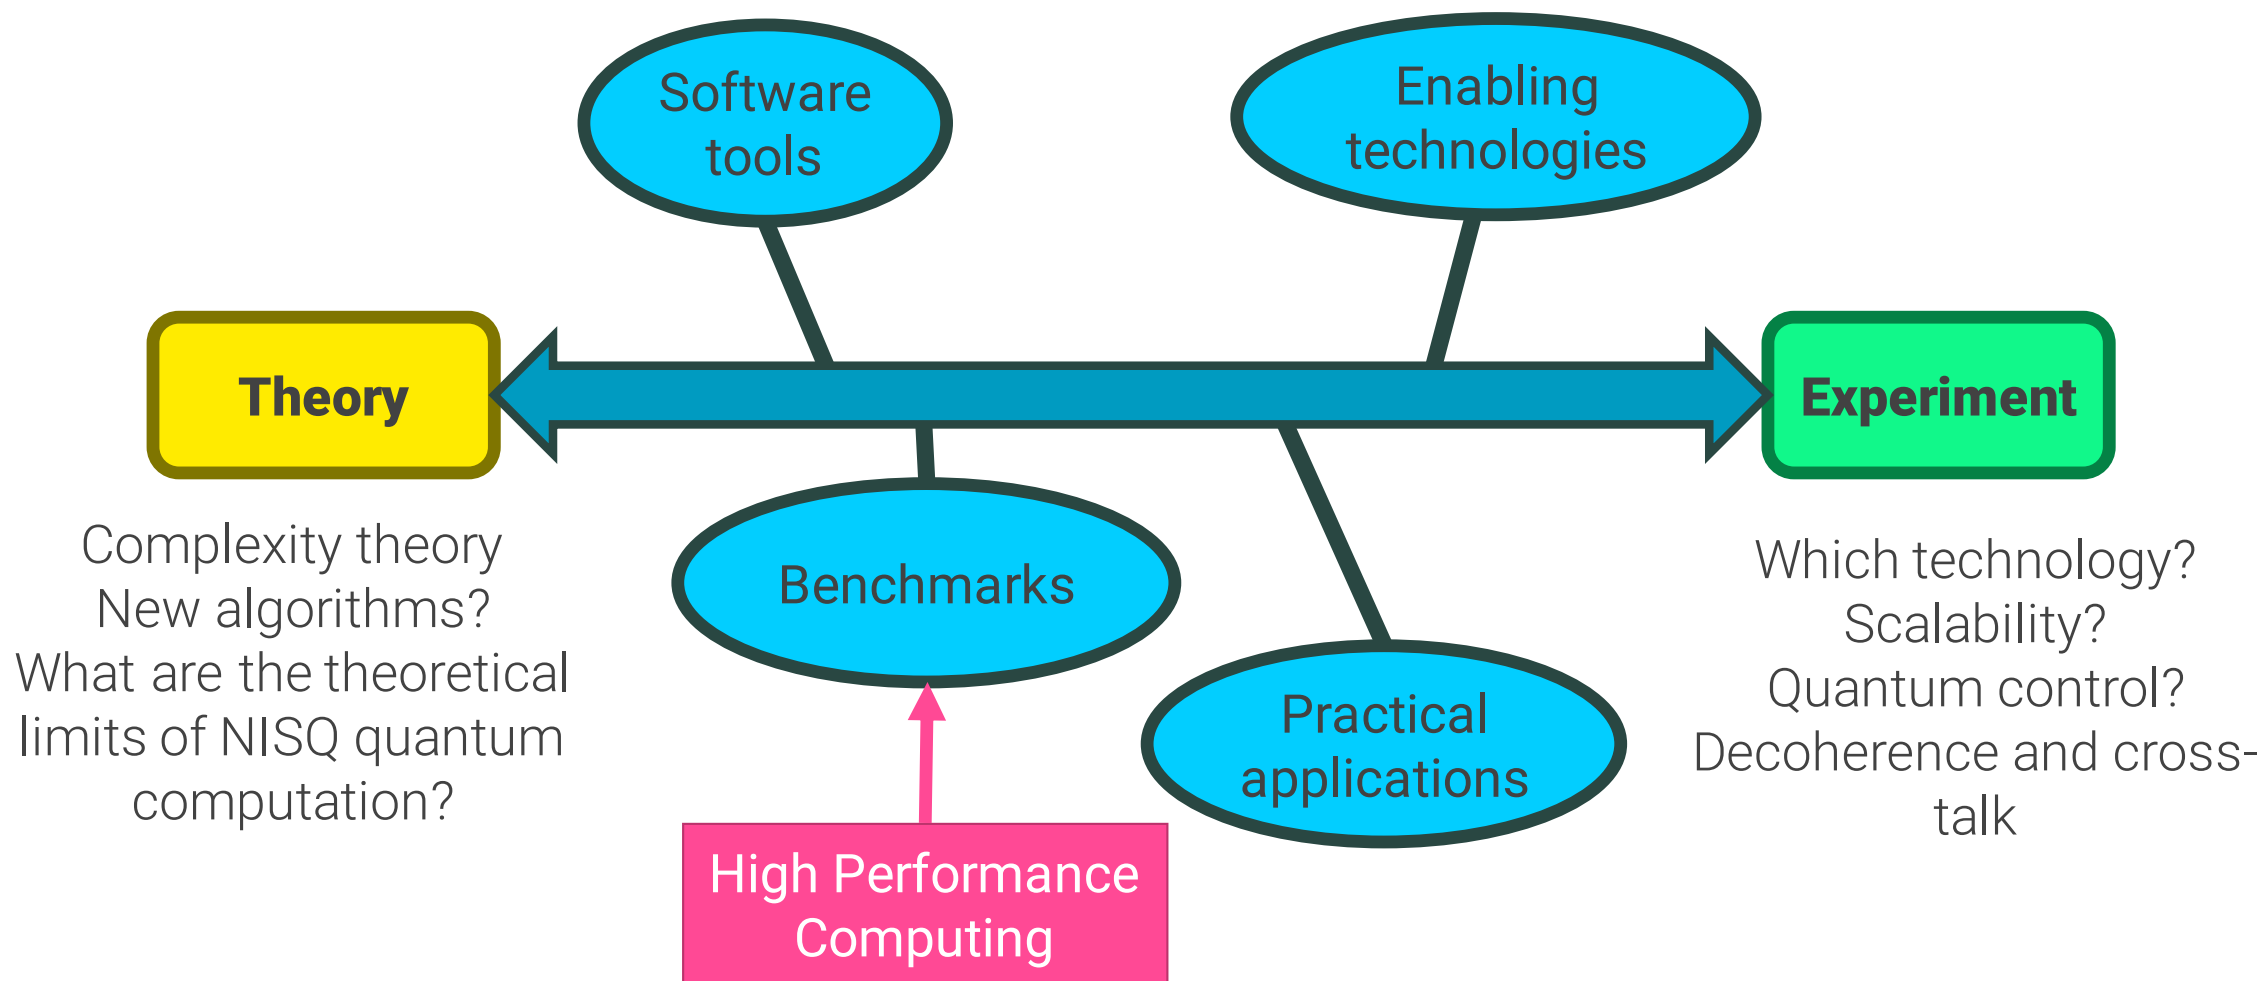 Software
tools
Enabling
technologies
Theory
Experiment
Complexity theory
New algorithms?
What are the theoretical
limits of NISQ quantum
computation?
Benchmarks
Practical
applications
High Performance
Computing
Which technology?
Scalability?
Quantum control?
Decoherence and cross-
talk